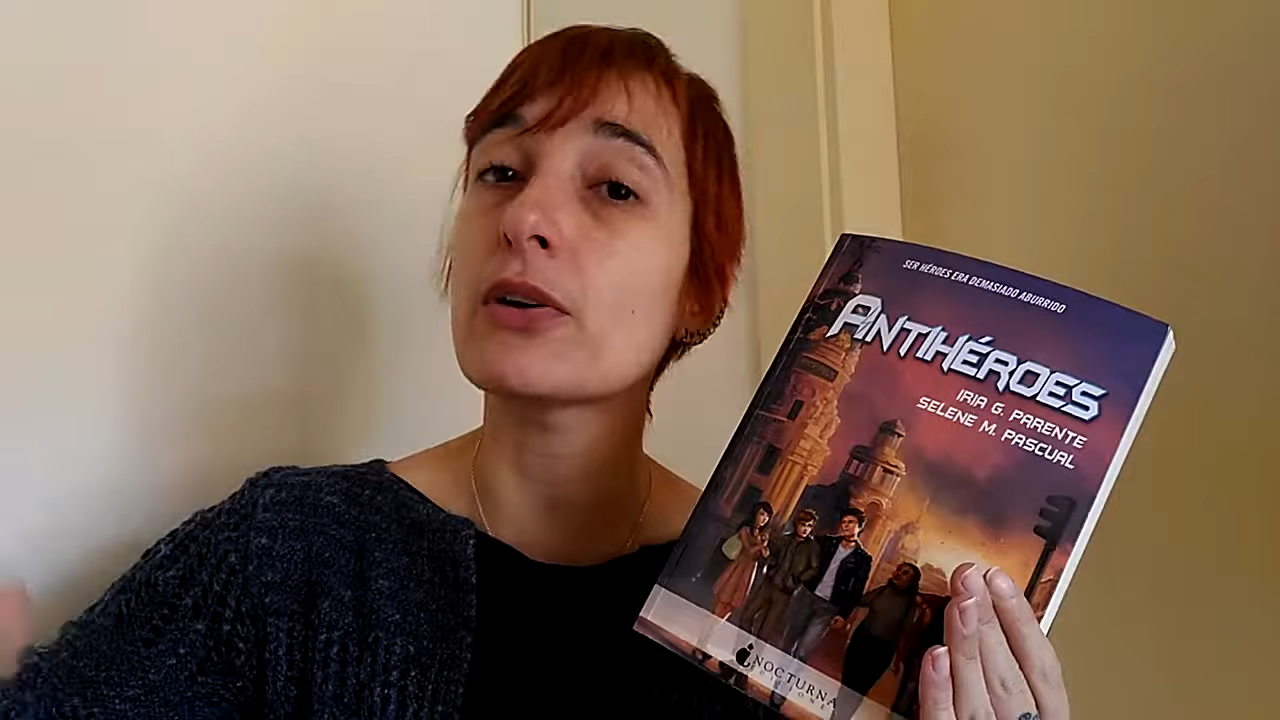 SER HÉROES ERA DEMASIADO ABURRIDO
ANTIHÉROES
IRIA G. PARENTE
SELENE M. PASCUAL
NOCTURNA